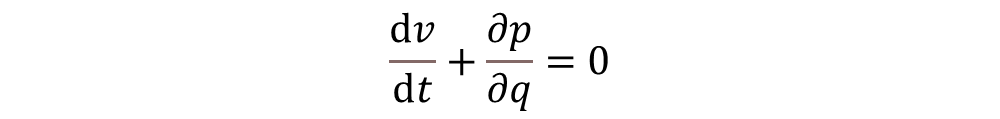 dv/dt + ∂p/∂q = 0